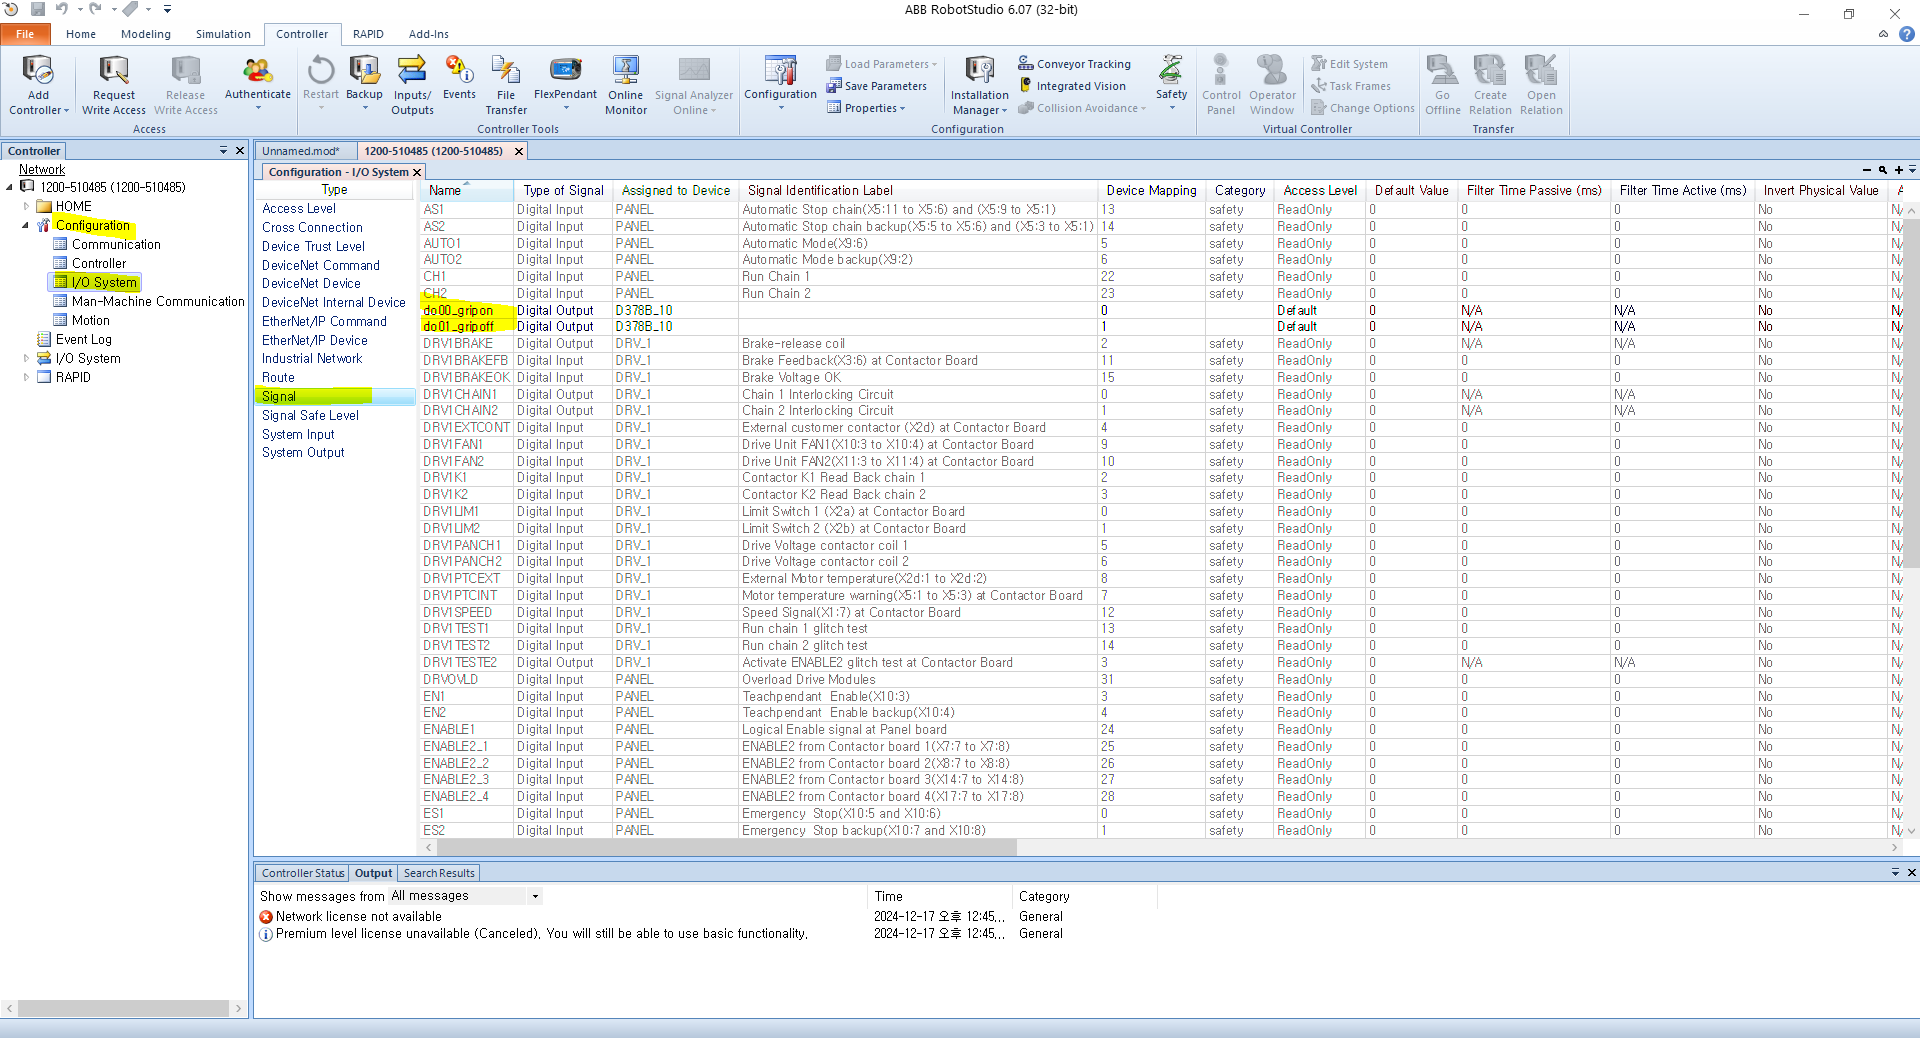 ABB RobotStudio 6.07 (32-bit)
File Home Modeling Simulation Controller RAPID Add-Ins
Add Controller
Request Write Access
Release Write Access
Authenticate
Access
Restart
Backup
Inputs/ Outputs
Events
File Transfer
FlexPendant
Online Monitor
Signal Analyzer Online
Controller Tools
Configuration
Load Parameters
Save Parameters
Properties
Installation Manager
Conveyor Tracking
Integrated Vision
Collision Avoidance
Configuration
Safety
Control Panel
Operator Window
Edit System
Task Frames
Change Options
Virtual Controller
Go Offline
Create Relation
Open Relation
Transfer
Controller
Network
1200-510485 (1200-510485)
HOME
Configuration
Communication
Controller
I/O System
Man-Machine Communication
Motion
Event Log
I/O System
RAPID
Unnamed.mod* 1200-510485 (1200-510485)
Configuration - I/O System
Type
Access Level
Cross Connection
Device Trust Level
DeviceNet Command
DeviceNet Device
DeviceNet Internal Device
EtherNet/IP Command
EtherNet/IP Device
Industrial Network
Route
Signal
Signal Safe Level
System Input
System Output
Name Type of Signal Assigned to Device Signal Identification Label Device Mapping Category Access Level Default Value Filter Time Passive (ms) Filter Time Active (ms) Invert Physical Value A
AS1 Digital Input PANEL Automatic Stop chain(X5:11 to X5:6) and (X5:9 to X5:1) 13 safety ReadOnly 0 0 0 No N/
AS2 Digital Input PANEL Automatic Stop chain backup(X5:5 to X5:6) and (X5:3 to X5:1) 14 safety ReadOnly 0 0 0 No N/
AUTO1 Digital Input PANEL Automatic Mode(X9:6) 5 safety ReadOnly 0 0 0 No N/
AUTO2 Digital Input PANEL Automatic Mode backup(X9:2) 6 safety ReadOnly 0 0 0 No N/
CH1 Digital Input PANEL Run Chain 1 22 safety ReadOnly 0 0 0 No N/
CH2 Digital Input PANEL Run Chain 2 23 safety ReadOnly 0 0 0 No N/
do00_gripon Digital Output D378B_10 0 Default 0 N/A N/A No N/
do01_gripoff Digital Output D378B_10 1 Default 0 N/A N/A No N/
DRV1BRAKE Digital Output DRV_1 Brake-release coil 2 safety ReadOnly 0 N/A N/A No N/
DRV1BRAKEFB Digital Input DRV_1 Brake Feedback(X3:6) at Contactor Board 11 safety ReadOnly 0 0 0 No N/
DRV1BRAKEOK Digital Input DRV_1 Brake Voltage OK 15 safety ReadOnly 0 0 0 No N/
DRV1CHAIN1 Digital Output DRV_1 Chain 1 Interlocking Circuit 0 safety ReadOnly 0 N/A N/A No N/
DRV1CHAIN2 Digital Output DRV_1 Chain 2 Interlocking Circuit 1 safety ReadOnly 0 N/A N/A No N/
DRV1EXTCONT Digital Input DRV_1 External customer contactor (X2d) at Contactor Board 4 safety ReadOnly 0 0 0 No N/
DRV1FAN1 Digital Input DRV_1 Drive Unit FAN1(X10:3 to X10:4) at Contactor Board 9 safety ReadOnly 0 0 0 No N/
DRV1FAN2 Digital Input DRV_1 Drive Unit FAN2(X11:3 to X11:4) at Contactor Board 10 safety ReadOnly 0 0 0 No N/
DRV1K1 Digital Input DRV_1 Contactor K1 Read Back chain 1 2 safety ReadOnly 0 0 0 No N/
DRV1K2 Digital Input DRV_1 Contactor K2 Read Back chain 2 3 safety ReadOnly 0 0 0 No N/
DRV1LIM1 Digital Input DRV_1 Limit Switch 1 (X2a) at Contactor Board 0 safety ReadOnly 0 0 0 No N/
DRV1LIM2 Digital Input DRV_1 Limit Switch 2 (X2b) at Contactor Board 1 safety ReadOnly 0 0 0 No N/
DRV1PANCH1 Digital Input DRV_1 Drive Voltage contactor coil 1 5 safety ReadOnly 0 0 0 No N/
DRV1PANCH2 Digital Input DRV_1 Drive Voltage contactor coil 2 6 safety ReadOnly 0 0 0 No N/
DRV1PTCEXT Digital Input DRV_1 External Motor temperature(X2d:1 to X2d:2) 8 safety ReadOnly 0 0 0 No N/
DRV1PTCINT Digital Input DRV_1 Motor temperature warning(X5:1 to X5:3) at Contactor Board 7 safety ReadOnly 0 0 0 No N/
DRV1SPEED Digital Input DRV_1 Speed Signal(X1:7) at Contactor Board 12 safety ReadOnly 0 0 0 No N/
DRV1TEST1 Digital Input DRV_1 Run chain 1 glitch test 13 safety ReadOnly 0 0 0 No N/
DRV1TEST2 Digital Input DRV_1 Run chain 2 glitch test 14 safety ReadOnly 0 0 0 No N/
DRV1TESTE2 Digital Output DRV_1 Activate ENABLE2 glitch test at Contactor Board 3 safety ReadOnly 0 N/A N/A No N/
DRVOVLD Digital Input PANEL Overload Drive Modules 31 safety ReadOnly 0 0 0 No N/
EN1 Digital Input PANEL Teachpendant Enable(X10:3) 3 safety ReadOnly 0 0 0 No N/
EN2 Digital Input PANEL Teachpendant Enable backup(X10:4) 4 safety ReadOnly 0 0 0 No N/
ENABLE1 Digital Input PANEL Logical Enable signal at Panel board 24 safety ReadOnly 0 0 0 No N/
ENABLE2_1 Digital Input PANEL ENABLE2 from Contactor board 1(X7:7 to X7:8) 25 safety ReadOnly 0 0 0 No N/
ENABLE2_2 Digital Input PANEL ENABLE2 from Contactor board 2(X8:7 to X8:8) 26 safety ReadOnly 0 0 0 No N/
ENABLE2_3 Digital Input PANEL ENABLE2 from Contactor board 3(X14:7 to X14:8) 27 safety ReadOnly 0 0 0 No N/
ENABLE2_4 Digital Input PANEL ENABLE2 from Contactor board 4(X17:7 to X17:8) 28 safety ReadOnly 0 0 0 No N/
ES1 Digital Input PANEL Emergency Stop(X10:5 and X10:6) 0 safety ReadOnly 0 0 0 No N/
ES2 Digital Input PANEL Emergency Stop backup(X10:7 and X10:8) 1 safety ReadOnly 0 0 0 No N/
Controller Status Output Search Results
Show messages from All messages Time Category
Network license not available 2024-12-17 오후 12:45... General
Premium level license unavailable (Canceled). You will still be able to use basic functionality. 2024-12-17 오후 12:45... General